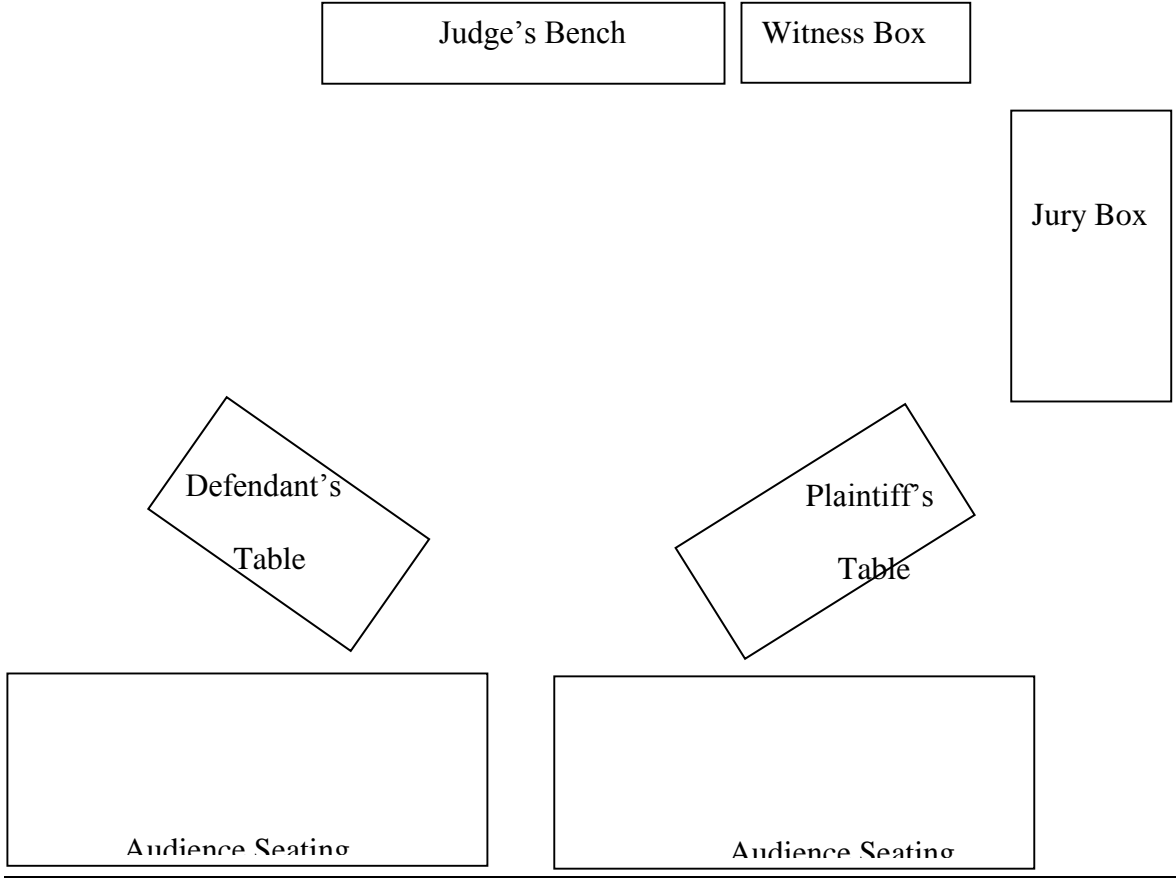 Judge’s Bench
Witness Box
Jury Box
Defendant’s
Table
Plaintiff’s
Table
Audience Seating
Audience Seating